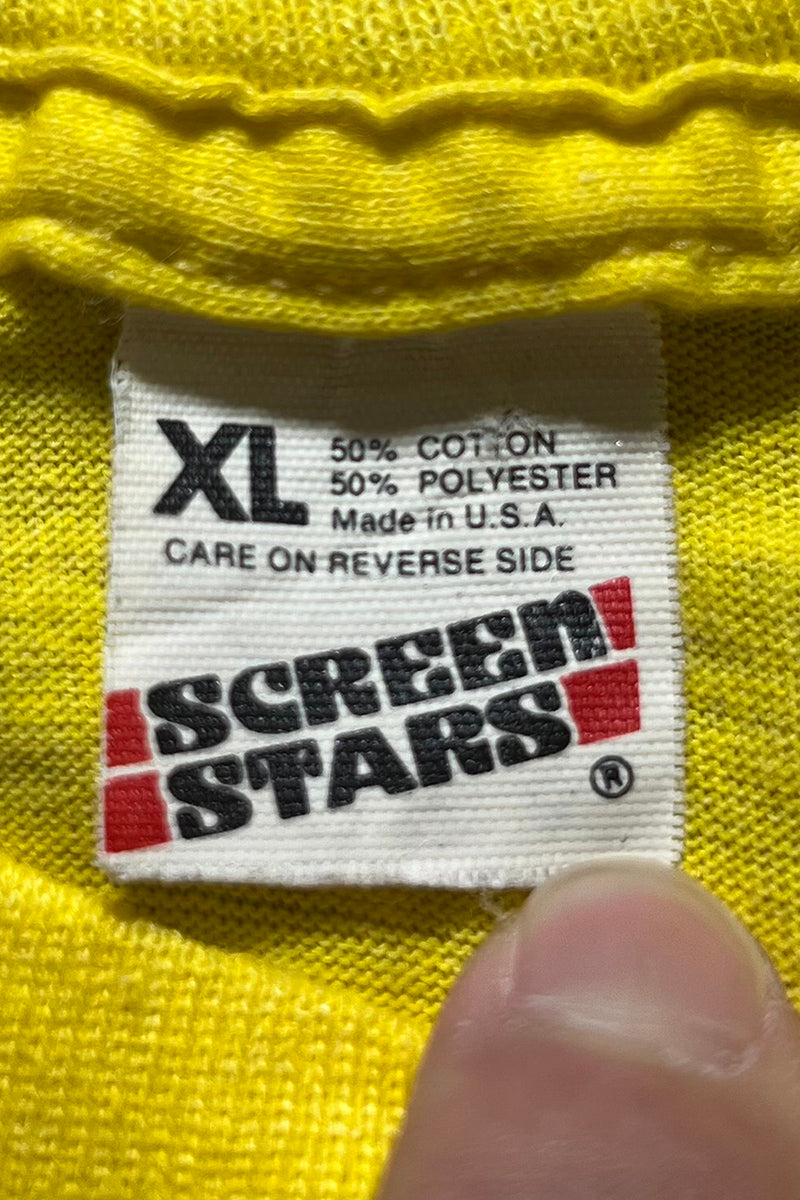 XL
50% COTTON
50% POLYESTER
Made in U.S.A.
CARE ON REVERSE SIDE
SCREEN
STARS
®